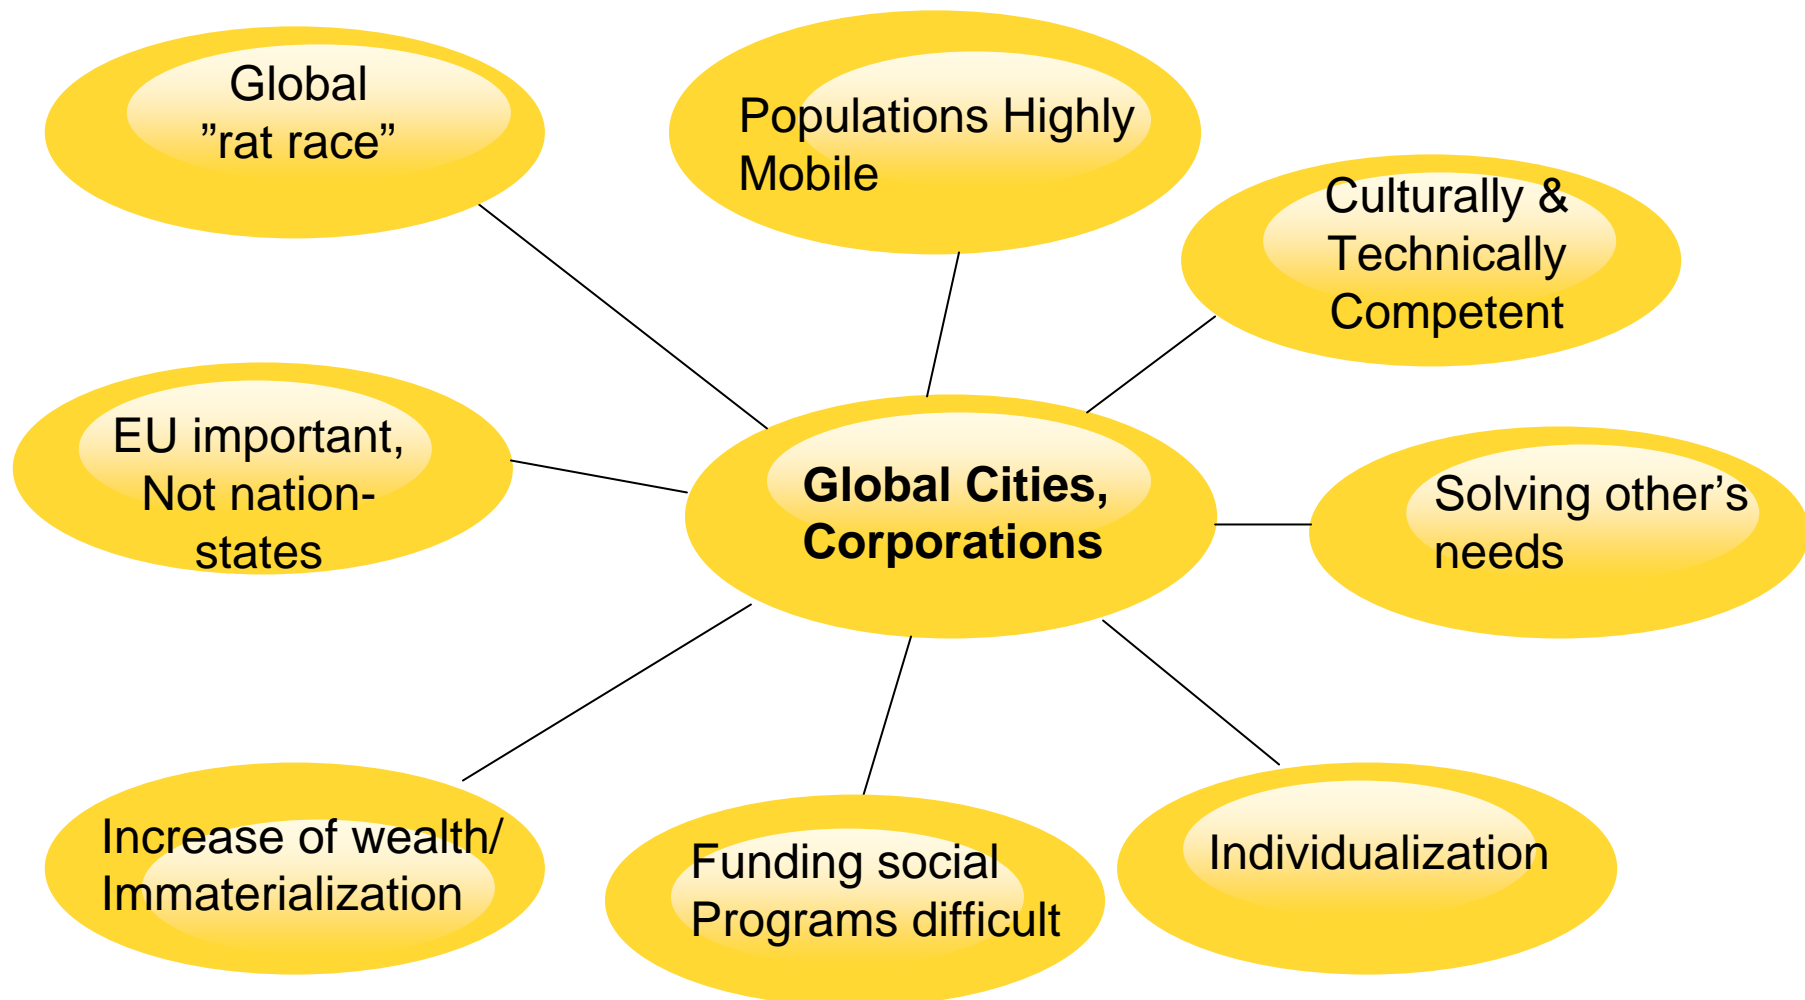 Global
”rat race”
Populations Highly
Mobile
Culturally &
Technically
Competent
EU important,
Not nation-
states
Global Cities,
Corporations
Solving other’s
needs
Increase of wealth/
Immaterialization
Funding social
Programs difficult
Individualization